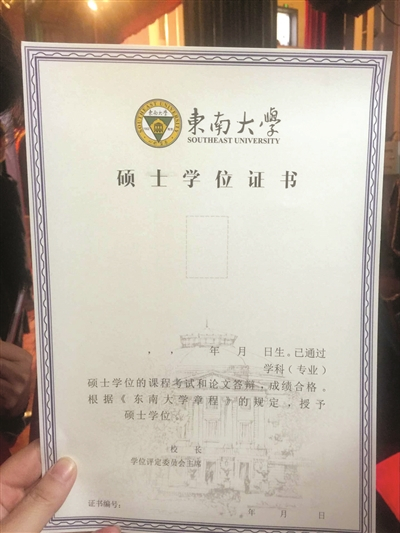 東南大學
東南大學
SOUTHEAST UNIVERSITY
硕士学位证书
， ， 年 月 日生。已通过
学科（专业）
硕士学位的课程考试和论文答辩，成绩合格。
根据《东南大学章程》的规定，授予
硕士学位。
校 长
学位评定委员会主席
证书编号：
年 月 日